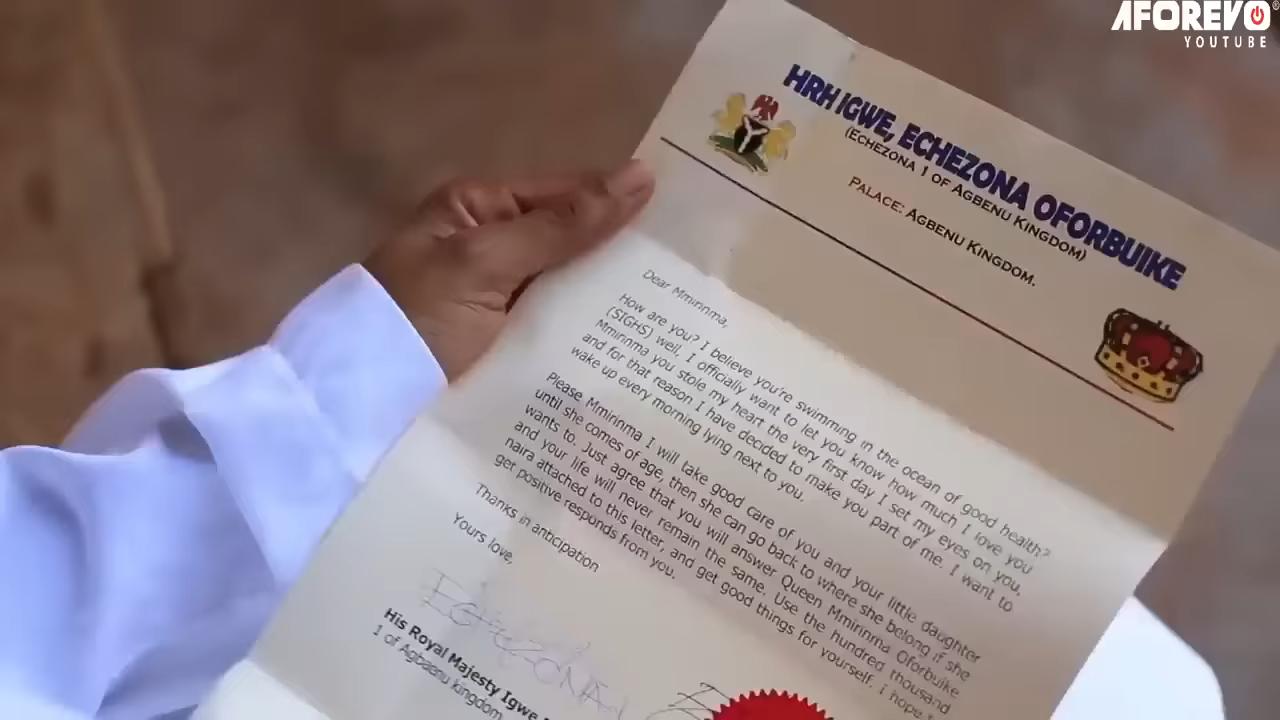 AFOREVO
YOUTUBE
HRH IGWE, ECHEZONA OFORBUIKE
(ECHEZONA 1 OF AGBENU KINGDOM)
PALACE: AGBENU KINGDOM.
Dear Mmirinma,
How are you? I believe you're swimming in the ocean of good health?
(SIGHS) well, I officially want to let you know how much I love you
Mmirinma you stole my heart the very first day I set my eyes on you,
and for that reason I have decided to make you part of me. I want to
wake up every morning lying next to you.
Please Mmirinma I will take good care of you and your little daughter
until she comes of age, then she can go back to where she belong if she
wants to. Just agree that you will answer Queen Mmirinma Oforbuike
and your life will never remain the same. Use the hundred thousand
naira attached to this letter, and get good things for yourself. I hope
get positive responds from you.
Thanks in anticipation
Yours love,
ECHEZONA
His Royal Majesty Igwe
1 of Agbaenu kingdom